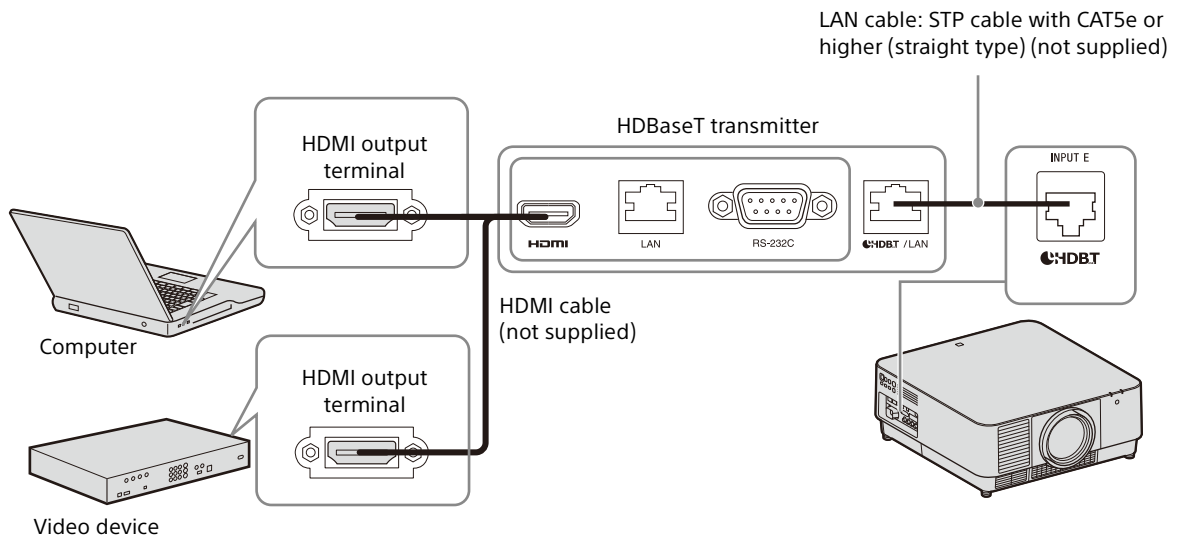 LAN cable: STP cable with CAT5e or
higher (straight type) (not supplied)
HDBaseT transmitter
HDMI output
terminal
INPUT E
HDMI
LAN
RS-232C
HDBT / LAN
HDBT
HDMI cable
(not supplied)
Computer
HDMI output
terminal
Video device